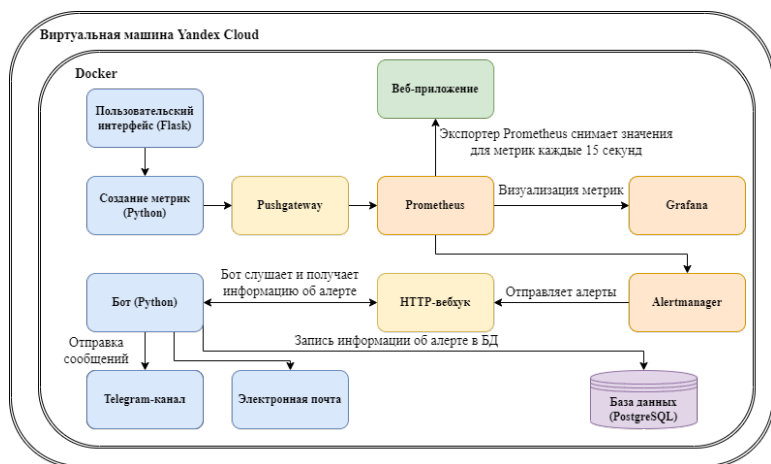 Виртуальная машина Yandex Cloud
Docker
Пользовательский
интерфейс (Flask)
Веб-приложение
Экспортер Prometheus снимает значения
для метрик каждые 15 секунд
Создание метрик
(Python)
Pushgateway
Prometheus
Визуализация метрик
Grafana
Бот (Python)
Бот слушает и получает
информацию об алерте
HTTP-вебхук
Отправляет алерты
Alertmanager
Отправка
сообщений
Запись информации об алерте в БД
Telegram-канал
Электронная почта
База данных
(PostgreSQL)